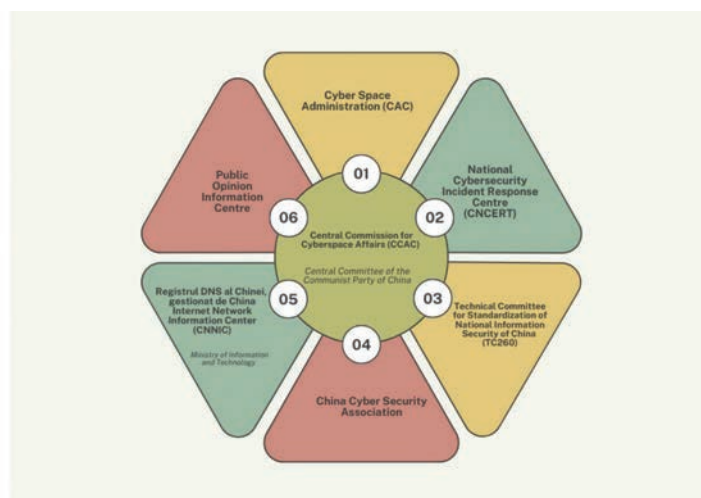 Cyber Space
Administration (CAC)
01
National
Cybersecurity
Incident Response
Centre
(CNCERT)
02
Technical Committee
for Standardization of
National Information
Security of China
(TC260)
03
China Cyber Security
Association
04
Registrul DNS al Chinei,
gestionat de China
Internet Network
Information Center
(CNNIC)
Ministry of Information
and Technology
05
Public
Opinion
Information
Centre
06
Central Commission for
Cyberspace Affairs (CCAC)
Central Committee of the
Communist Party of China